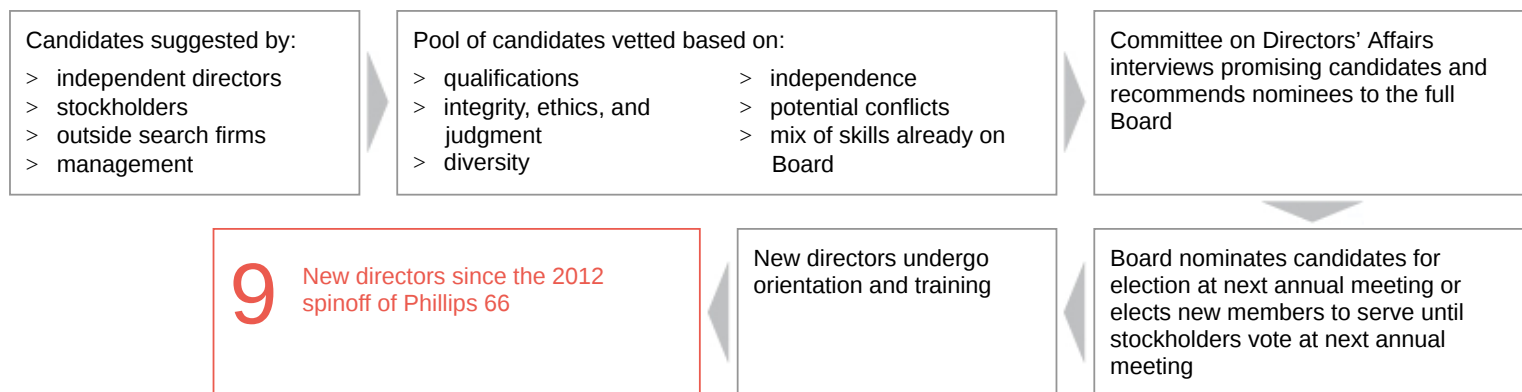 Candidates suggested by:
> independent directors
> stockholders
> outside search firms
> management
Pool of candidates vetted based on:
> qualifications
> integrity, ethics, and
judgment
> diversity
> independence
> potential conflicts
> mix of skills already on
Board
Committee on Directors’ Affairs
interviews promising candidates and
recommends nominees to the full
Board
Board nominates candidates for
election at next annual meeting or
elects new members to serve until
stockholders vote at next annual
meeting
New directors undergo
orientation and training
9 New directors since the 2012
spinoff of Phillips 66